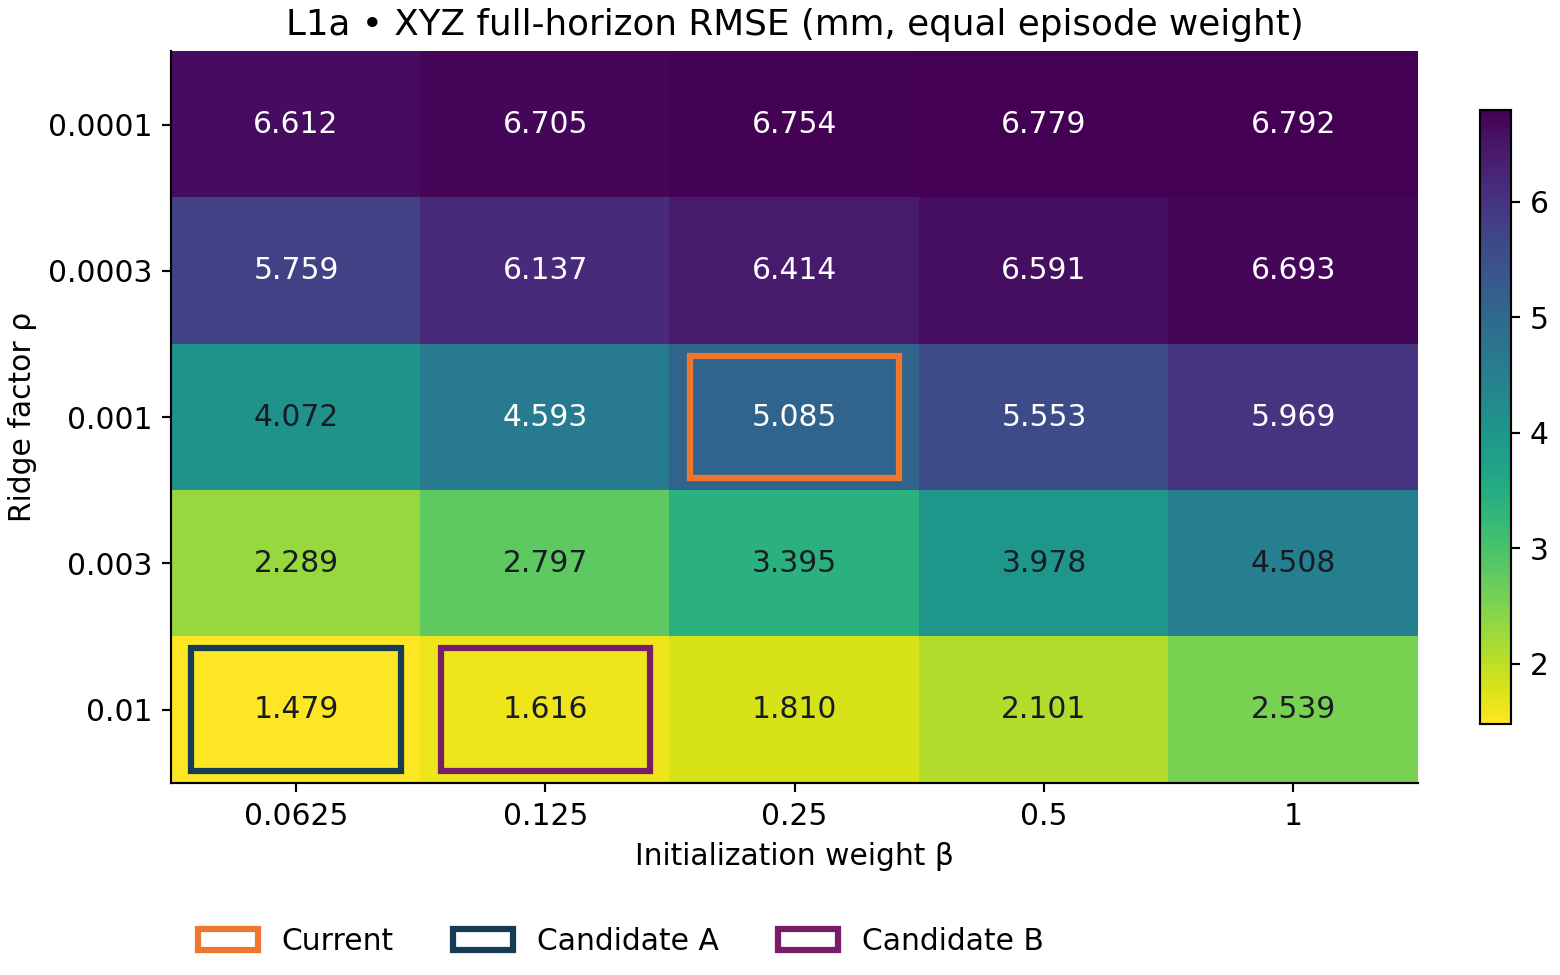 L1a • XYZ full-horizon RMSE (mm, equal episode weight)
Ridge factor ρ
0.0001 6.612 6.705 6.754 6.779 6.792
0.0003 5.759 6.137 6.414 6.591 6.693
0.001 4.072 4.593 5.085 5.553 5.969
0.003 2.289 2.797 3.395 3.978 4.508
0.01 1.479 1.616 1.810 2.101 2.539
0.0625 0.125 0.25 0.5 1
Initialization weight β
6
5
4
3
2
Current Candidate A Candidate B